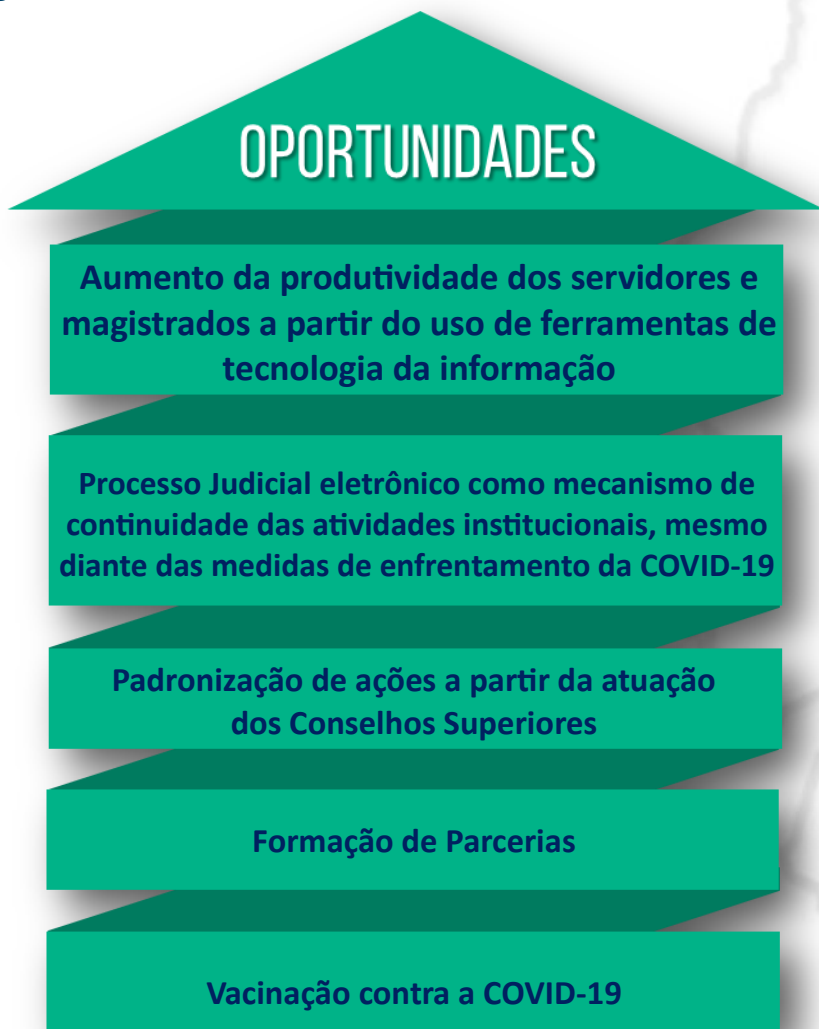 OPORTUNIDADES
Aumento da produtividade dos servidores e
magistrados a partir do uso de ferramentas de
tecnologia da informação
Processo Judicial eletrônico como mecanismo de
continuidade das atividades institucionais, mesmo
diante das medidas de enfrentamento da COVID-19
Padronização de ações a partir da atuação
dos Conselhos Superiores
Formação de Parcerias
Vacinação contra a COVID-19